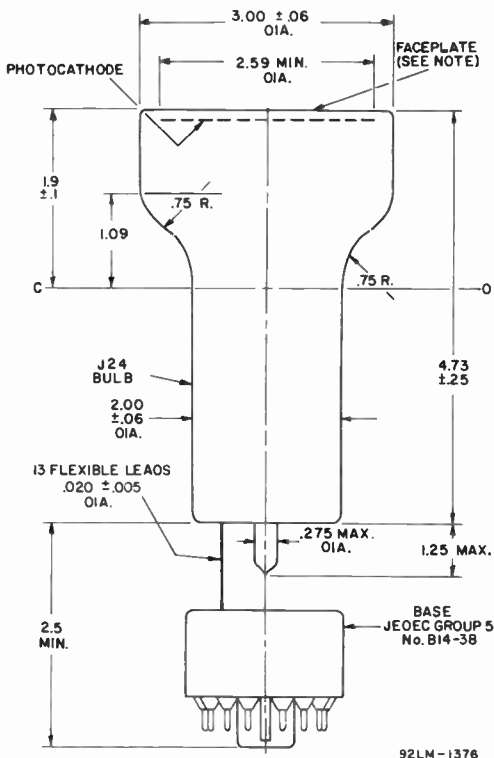 3.00 ±.06
OIA.
2.59 MIN.
OIA.
FACEPLATE
(SEE NOTE)
PHOTOCATHODE
1.9
±.1
.75 R.
1.09
.75 R.
C
O
J24
BULB
4.73
±.25
2.00
±.06
OIA.
13 FLEXIBLE LEAOS
.020 ±.005
OIA.
.275 MAX.
OIA.
1.25 MAX.
2.5
MIN.
BASE
JEOEC GROUP 5
No. B14-38
92LM-1376